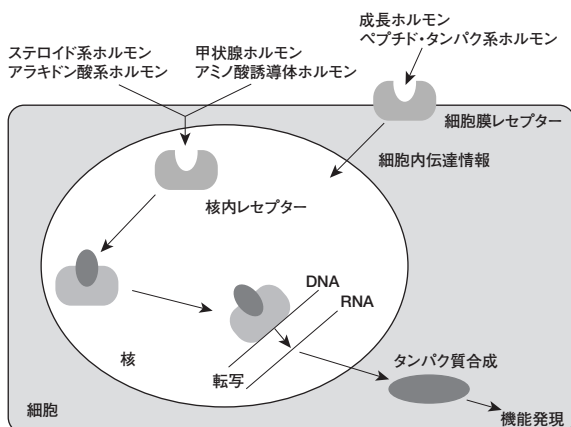 成長ホルモン
ペプチド・タンパク系ホルモン
ステロイド系ホルモン
アラキドン酸系ホルモン
甲状腺ホルモン
アミノ酸誘導体ホルモン
細胞膜レセプター
細胞内伝達情報
核内レセプター
DNA
RNA
核
転写
タンパク質合成
細胞
機能発現